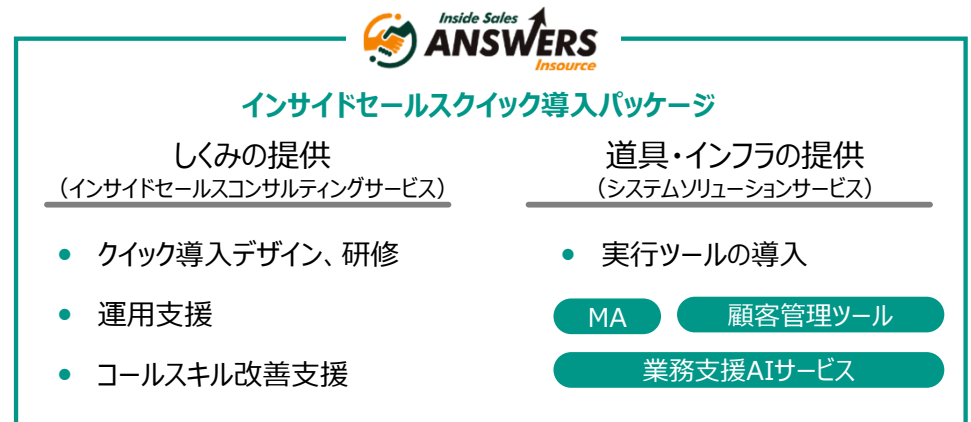 Inside Sales
ANSWERS
Insource
インサイドセールスクイック導入パッケージ
しくみの提供
（インサイドセールスコンサルティングサービス）
• クイック導入デザイン、研修
• 運用支援
• コールスキル改善支援
道具・インフラの提供
（システムソリューションサービス）
• 実行ツールの導入
MA
顧客管理ツール
業務支援AIサービス